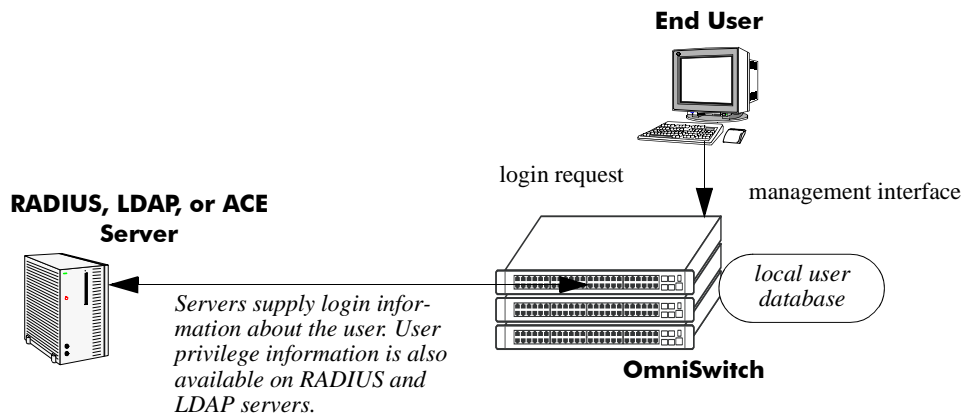 End User
login request
management interface
RADIUS, LDAP, or ACE
Server
local user
database
Servers supply login infor-
mation about the user. User
privilege information is also
available on RADIUS and
LDAP servers.
OmniSwitch